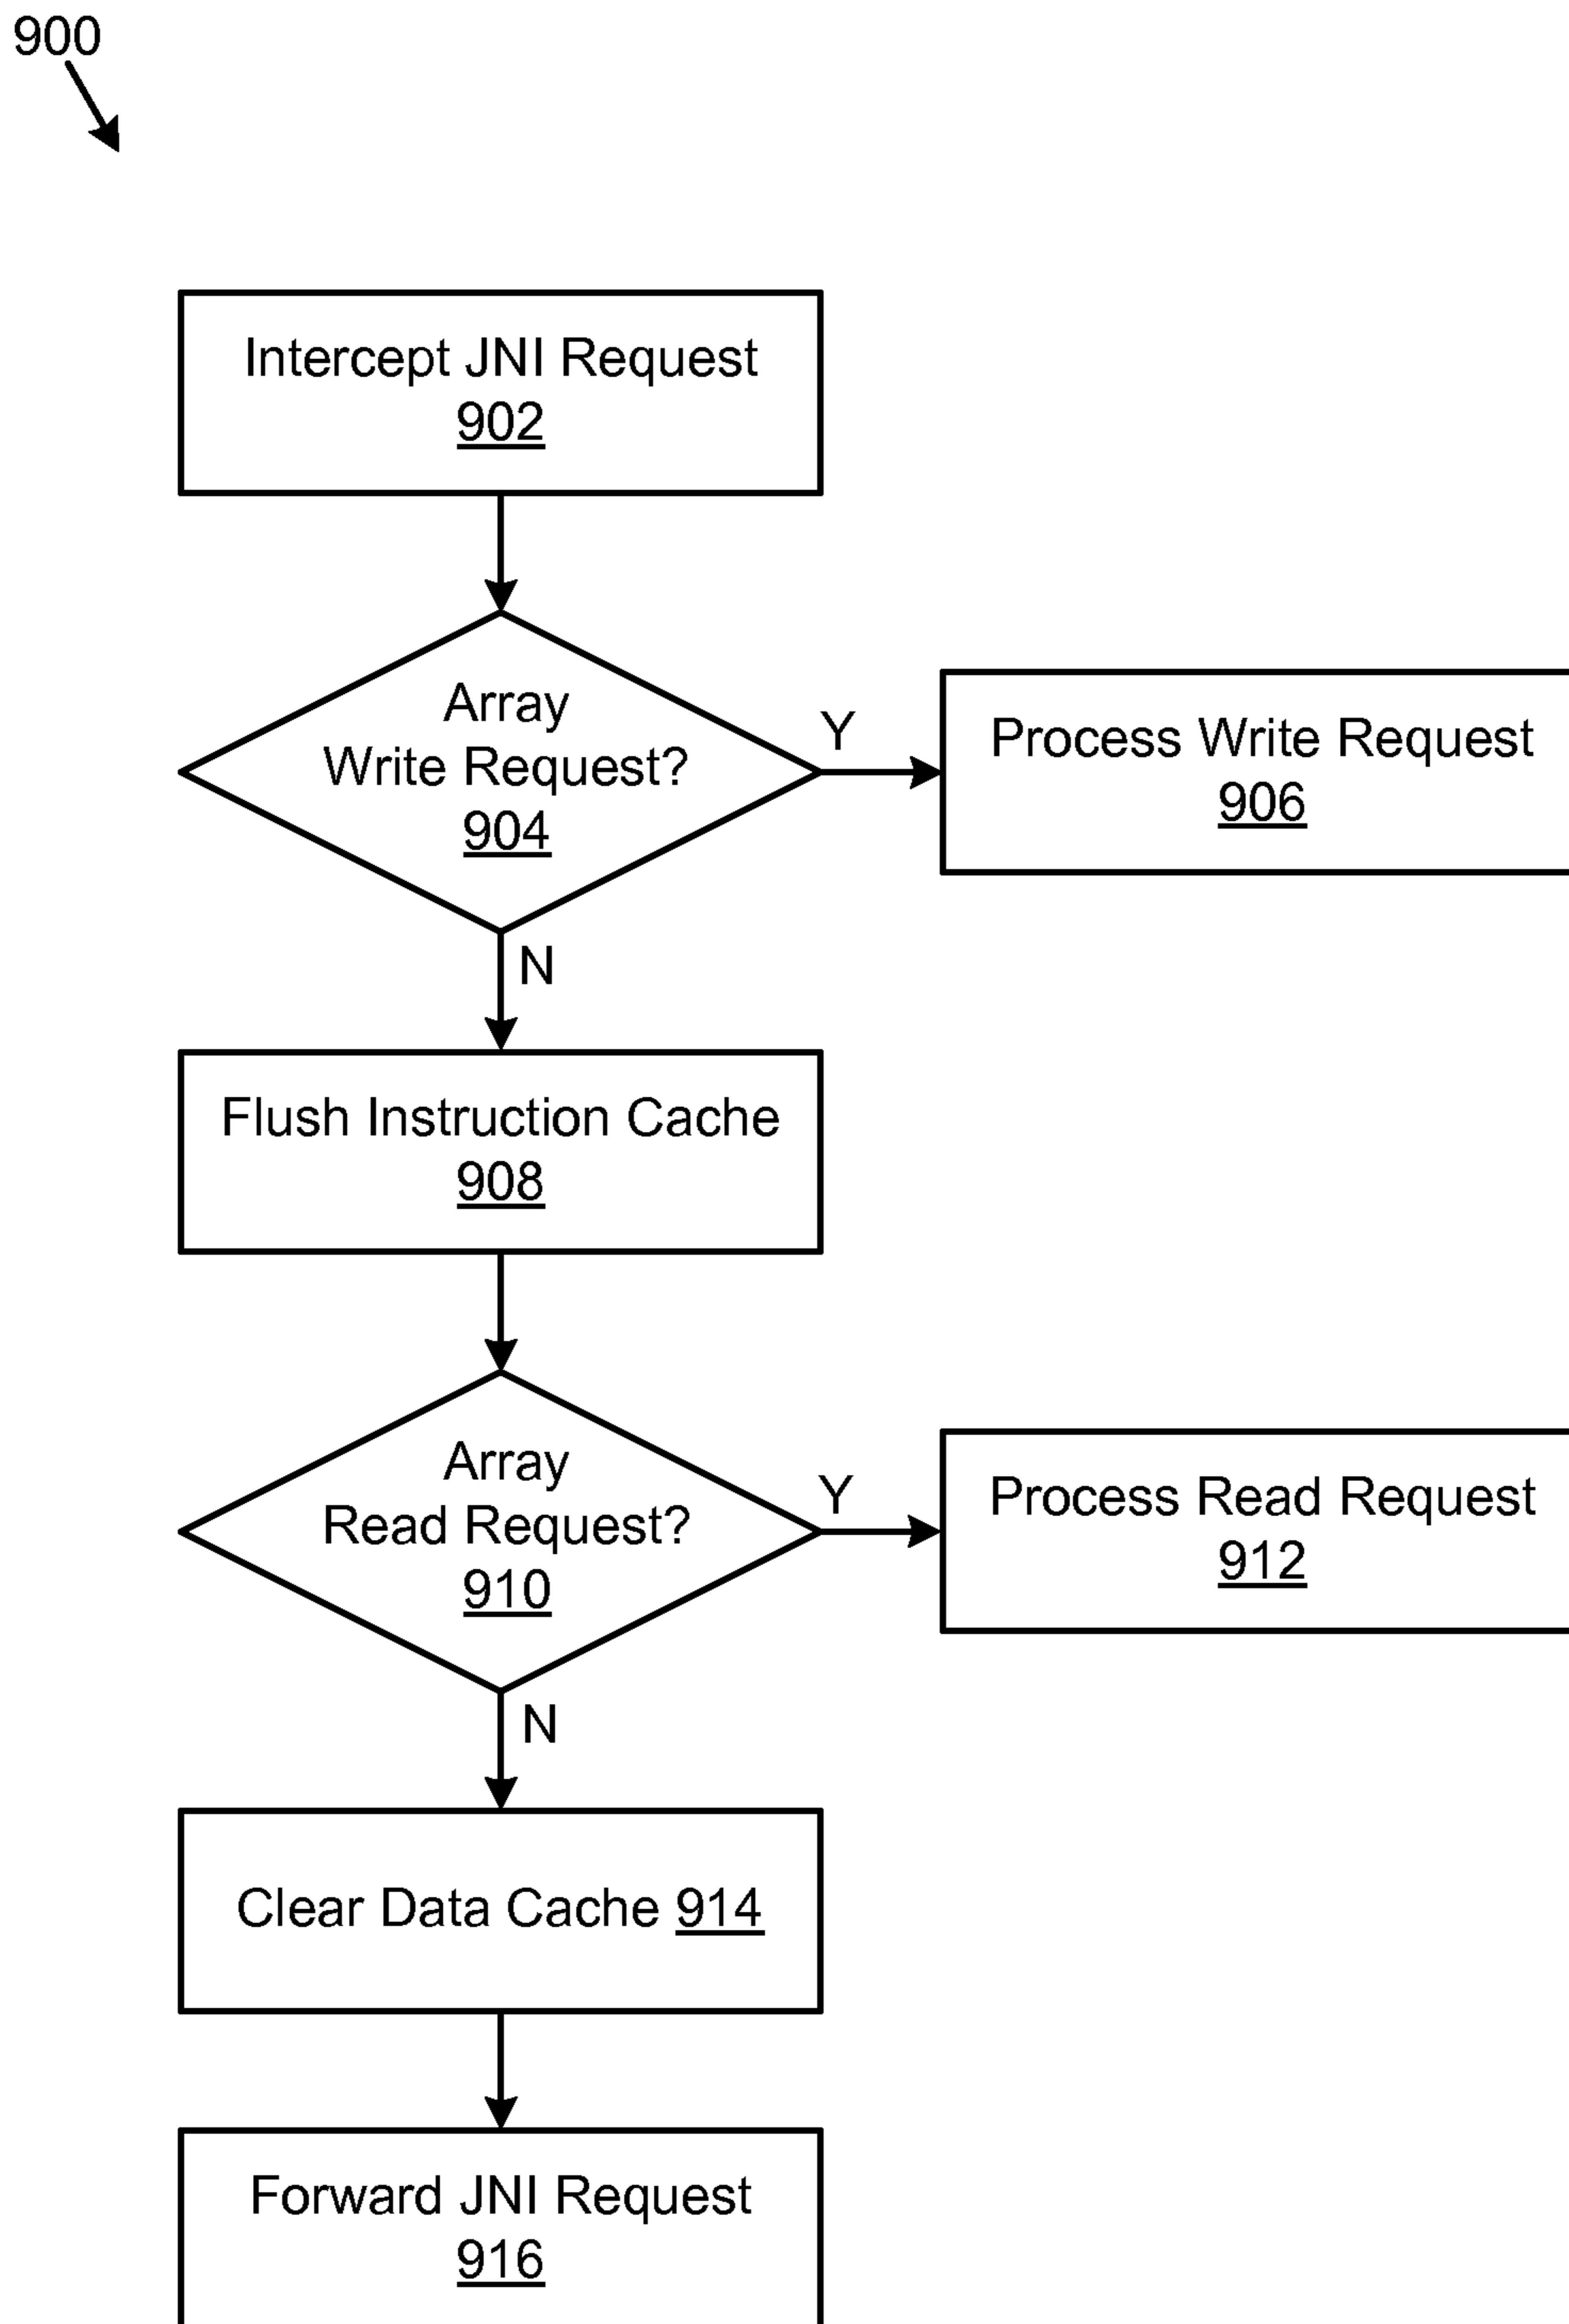 900
Intercept JNI Request
902
Array
Write Request?
904
Y
Process Write Request
906
N
Flush Instruction Cache
908
Array
Read Request?
910
Y
Process Read Request
912
N
Clear Data Cache 914
Forward JNI Request
916